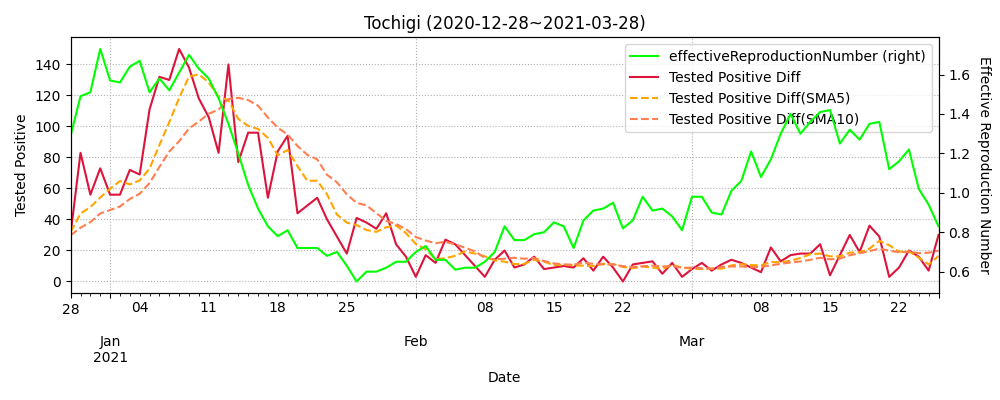 Tochigi (2020-12-28~2021-03-28)
effectiveReproductionNumber (right)
Tested Positive Diff
Tested Positive Diff(SMA5)
Tested Positive Diff(SMA10)
Tested Positive
140
120
100
80
60
40
20
0
Effective Reproduction Number
1.6
1.4
1.2
1.0
0.8
0.6
28 04 11 18 25 08 15 22 08 15 22
Jan Feb Mar
2021
Date